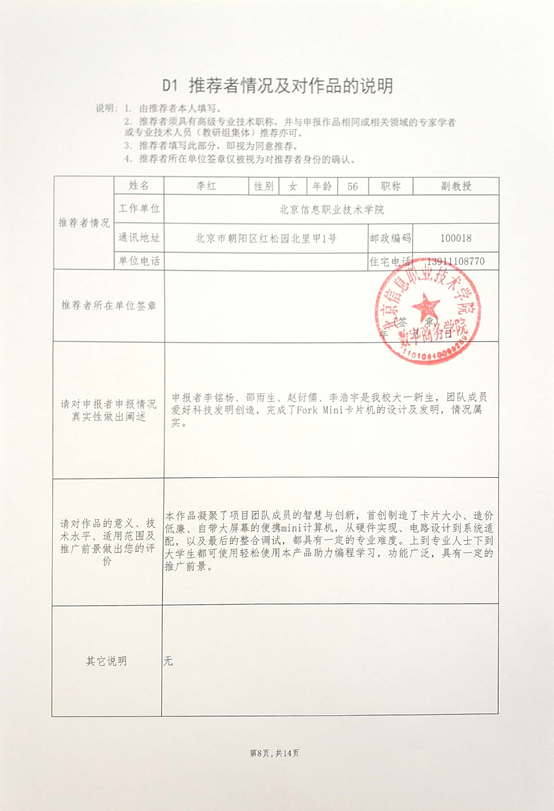 D1 推荐者情况及对作品的说明
说明: 1. 由推荐者本人填写。
2. 推荐者须具有高级专业技术职称，并与申报作品相同或相关领域的专家学者
或专业技术人员（教研组集体）推荐亦可。
3. 推荐者填写此部分，即视为同意推荐。
4. 推荐者所在单位签章仅被视为对推荐者身份的确认。
推荐者情况
姓名 李红 性别 女 年龄 56 职称 副教授
工作单位 北京信息职业技术学院
通讯地址 北京市朝阳区红松园北里甲1号 邮政编码 100018
单位电话 住宅电话 13911108770
推荐者所在单位签章
北京信息职业技术学院
（签 章）
年 月 日
数字商务学院
请对申报者申报情况
真实性做出阐述
申报者李铭杨、邵雨生、赵衍儒、李浩宇是我校大一新生，团队成员
爱好科技发明创造，完成了Fork Mini卡片机的设计及发明，情况属
实。
请对作品的意义、技
术水平、适用范围及
推广前景做出您的评
价
本作品凝聚了项目团队成员的智慧与创新，首创制造了卡片大小、造价
低廉、自带大屏幕的便携mini计算机，从硬件实现、电路设计到系统适
配，以及最后的整合调试，都具有一定的专业难度。上到专业人士下到
大学生都可使用轻松使用本产品助力编程学习，功能广泛，具有一定的
推广前景。
其它说明
无
第8页,共14页